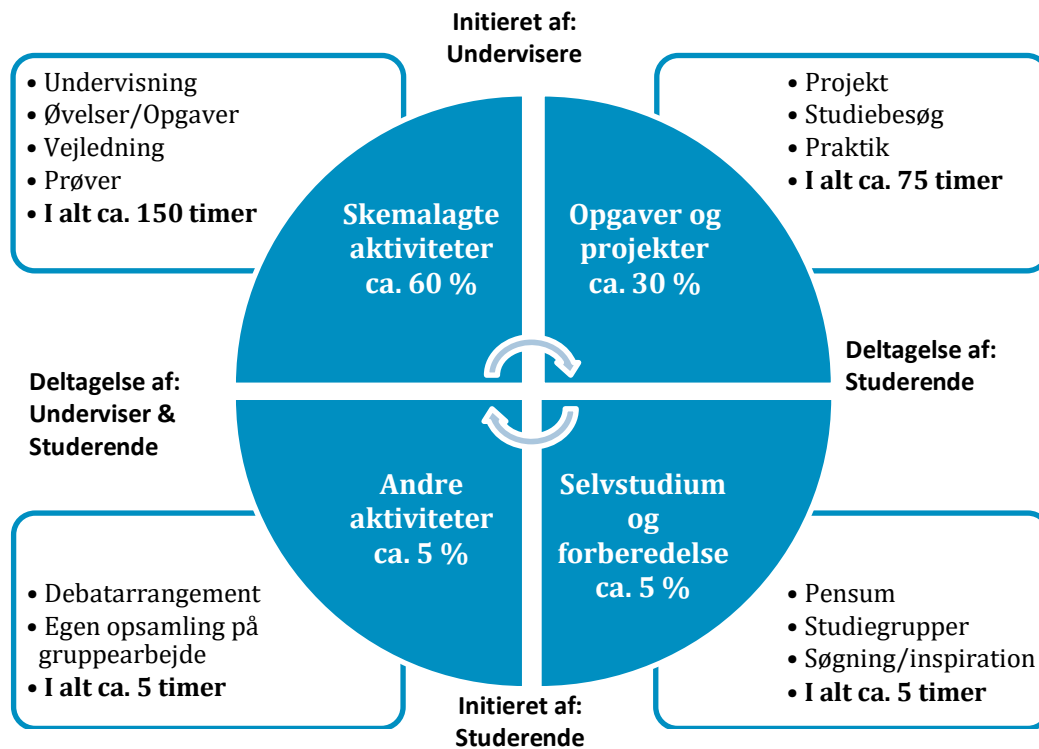 Initieret af:
Undervisere
• Undervisning
• Øvelser/Opgaver
• Vejledning
• Prøver
• I alt ca. 150 timer
• Projekt
• Studiebesøg
• Praktik
• I alt ca. 75 timer
Skemalagte
aktiviteter
ca. 60 %
Opgaver og
projekter
ca. 30 %
Deltagelse af:
Underviser &
Studerende
Deltagelse af:
Studerende
Andre
aktiviteter
ca. 5 %
Selvstudium
og
forberedelse
ca. 5 %
• Debatarrangement
• Egen opsamling på
gruppearbejde
• I alt ca. 5 timer
• Pensum
• Studiegrupper
• Søgning/inspiration
• I alt ca. 5 timer
Initieret af:
Studerende